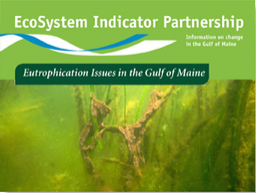 EcoSystem Indicator Partnership
Information on change
in the Gulf of Maine
Eutrophication Issues in the Gulf of Maine